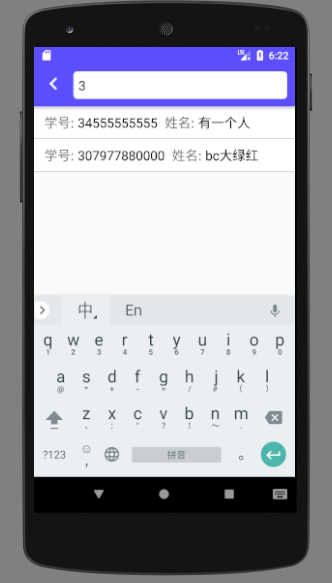 LTE 6:22
3
学号: 34555555555 姓名: 有一个人
学号: 307977880000 姓名: bc大绿红
中 En
q w e r t y u i o p
1 2 3 4 5 6 7 8 9 0
a s d f g h j k l
@ * + - = / # ( )
z x c v b n m
、 : " ? ! ~ .
?123 , 拼音 。